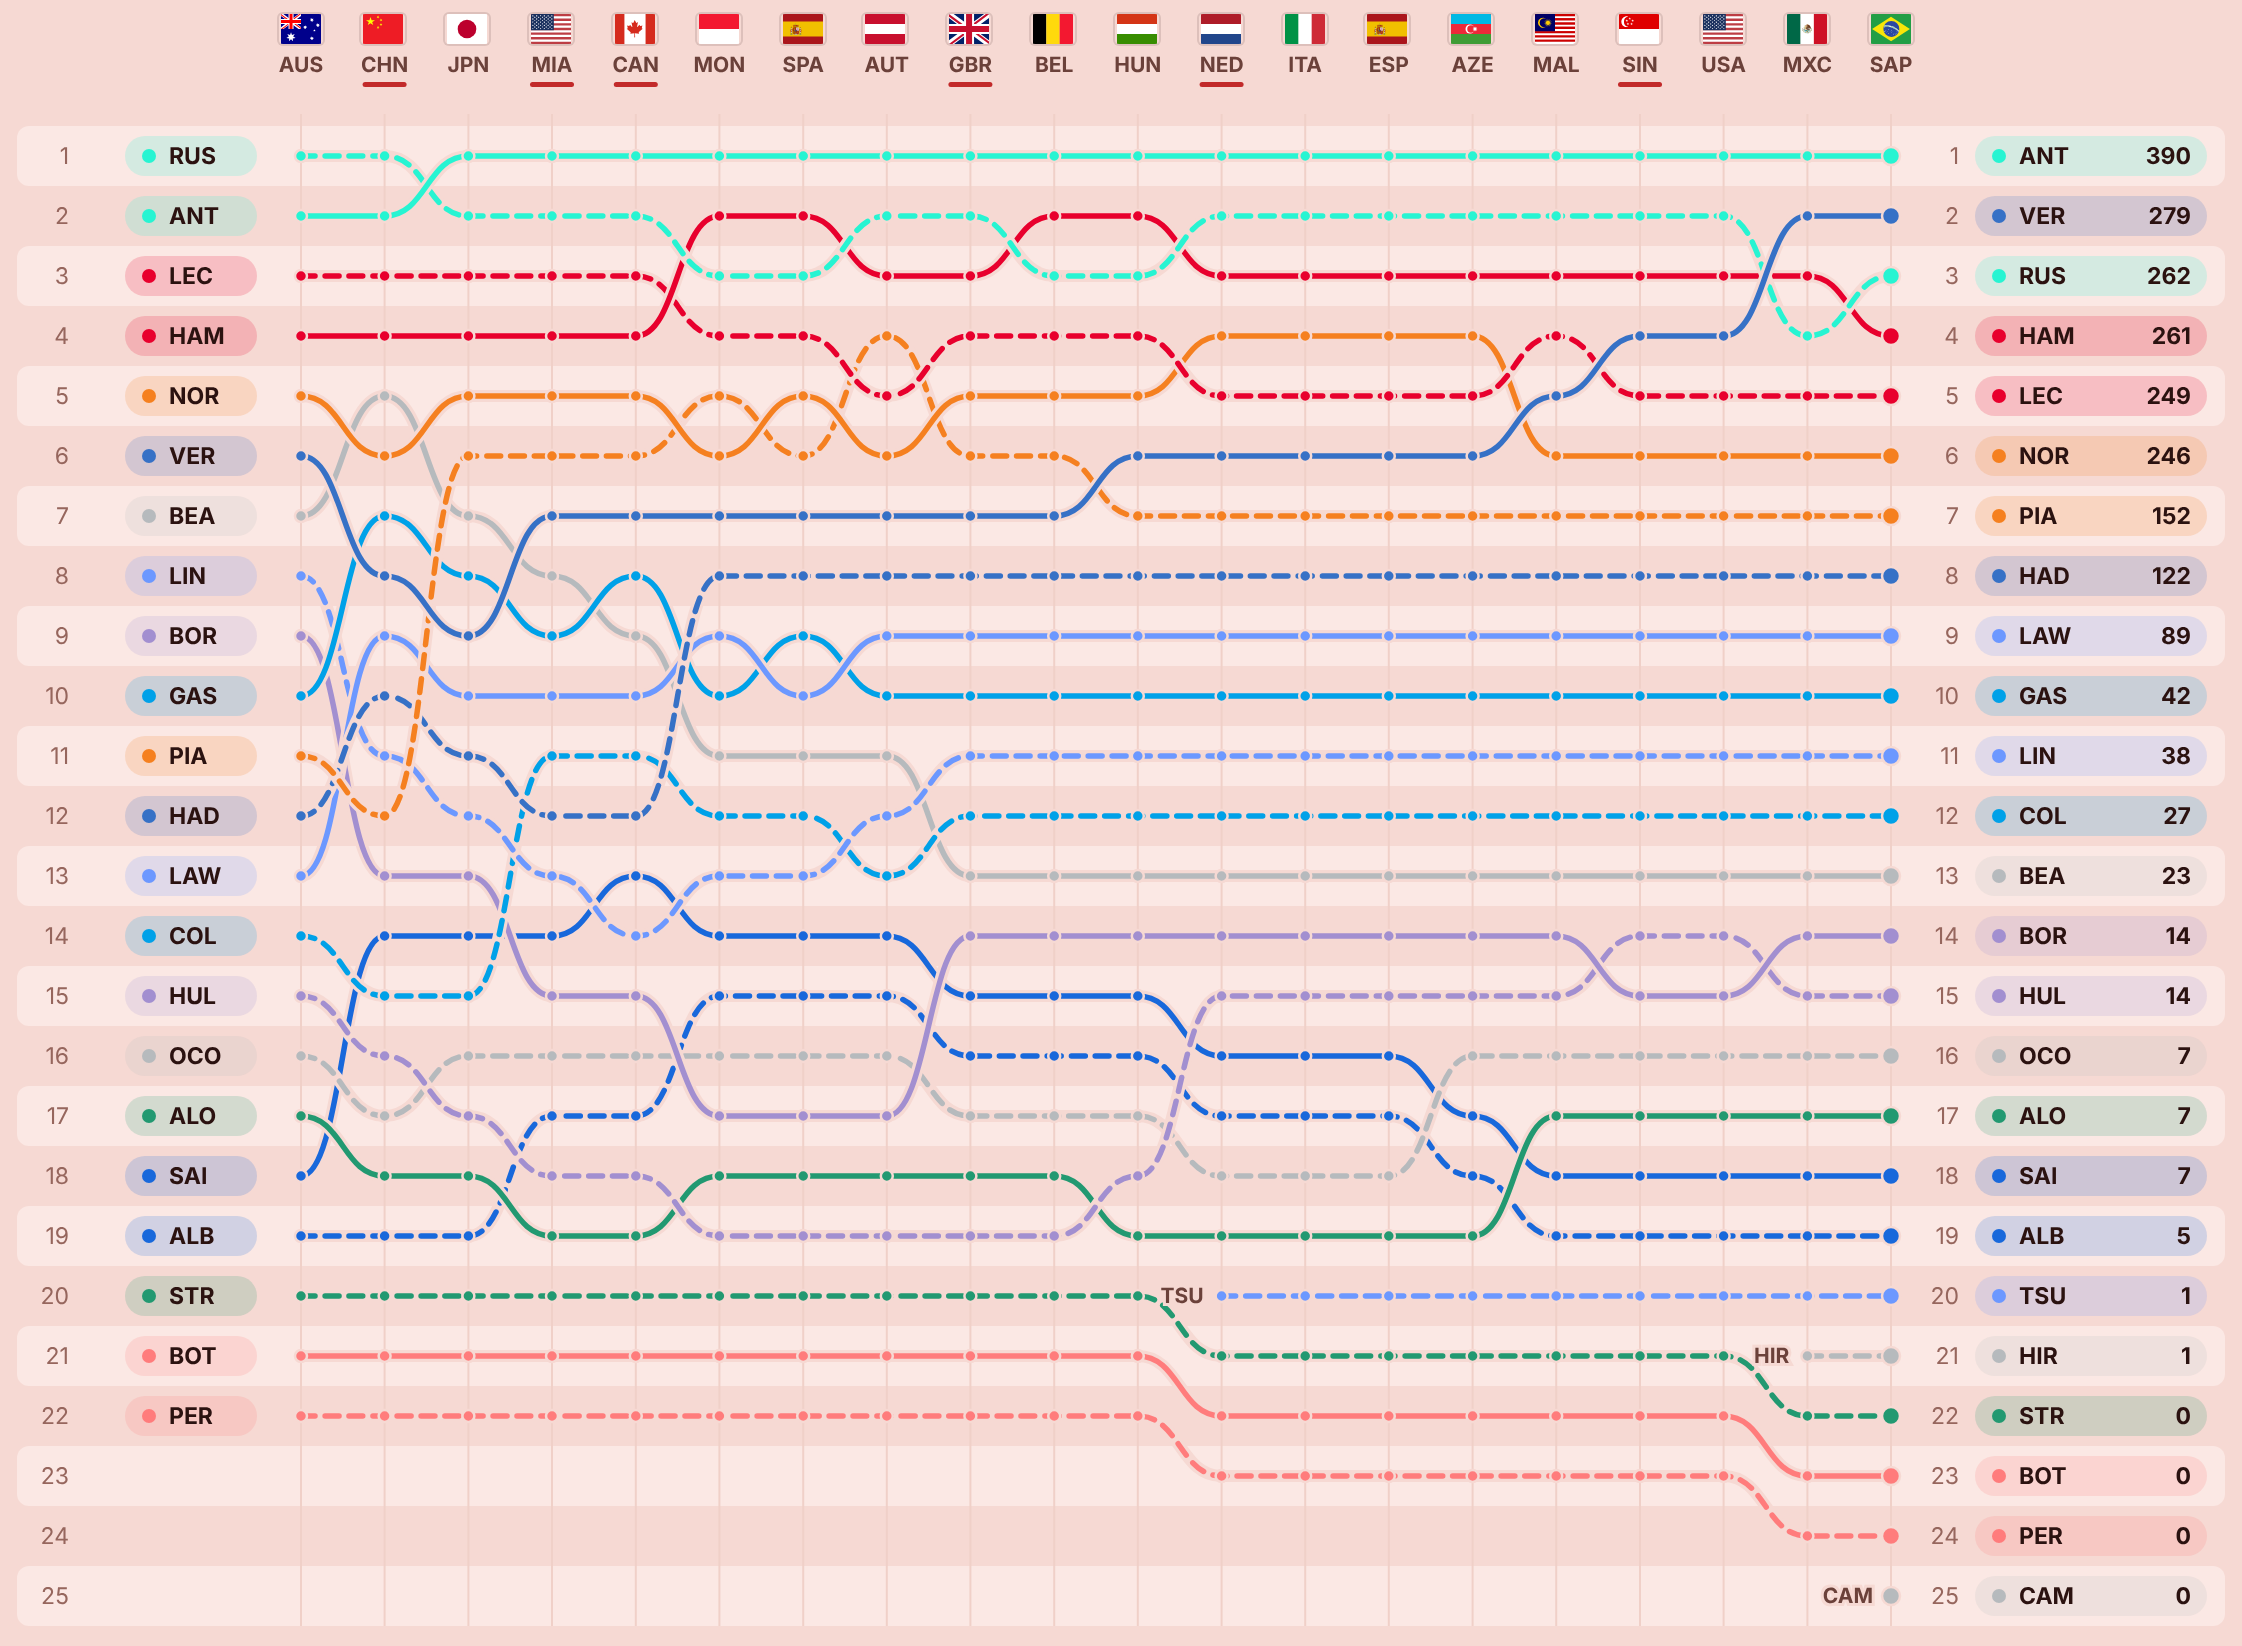 AUS CHN JPN MIA CAN MON SPA AUT GBR BEL HUN NED ITA ESP AZE MAL SIN USA MXC SAP
1 RUS 1 ANT 390
2 ANT 2 VER 279
3 LEC 3 RUS 262
4 HAM 4 HAM 261
5 NOR 5 LEC 249
6 VER 6 NOR 246
7 BEA 7 PIA 152
8 LIN 8 HAD 122
9 BOR 9 LAW 89
10 GAS 10 GAS 42
11 PIA 11 LIN 38
12 HAD 12 COL 27
13 LAW 13 BEA 23
14 COL 14 BOR 14
15 HUL 15 HUL 14
16 OCO 16 OCO 7
17 ALO 17 ALO 7
18 SAI 18 SAI 7
19 ALB 19 ALB 5
20 STR TSU 20 TSU 1
21 BOT HIR 21 HIR 1
22 PER 22 STR 0
23 23 BOT 0
24 24 PER 0
25 CAM 25 CAM 0